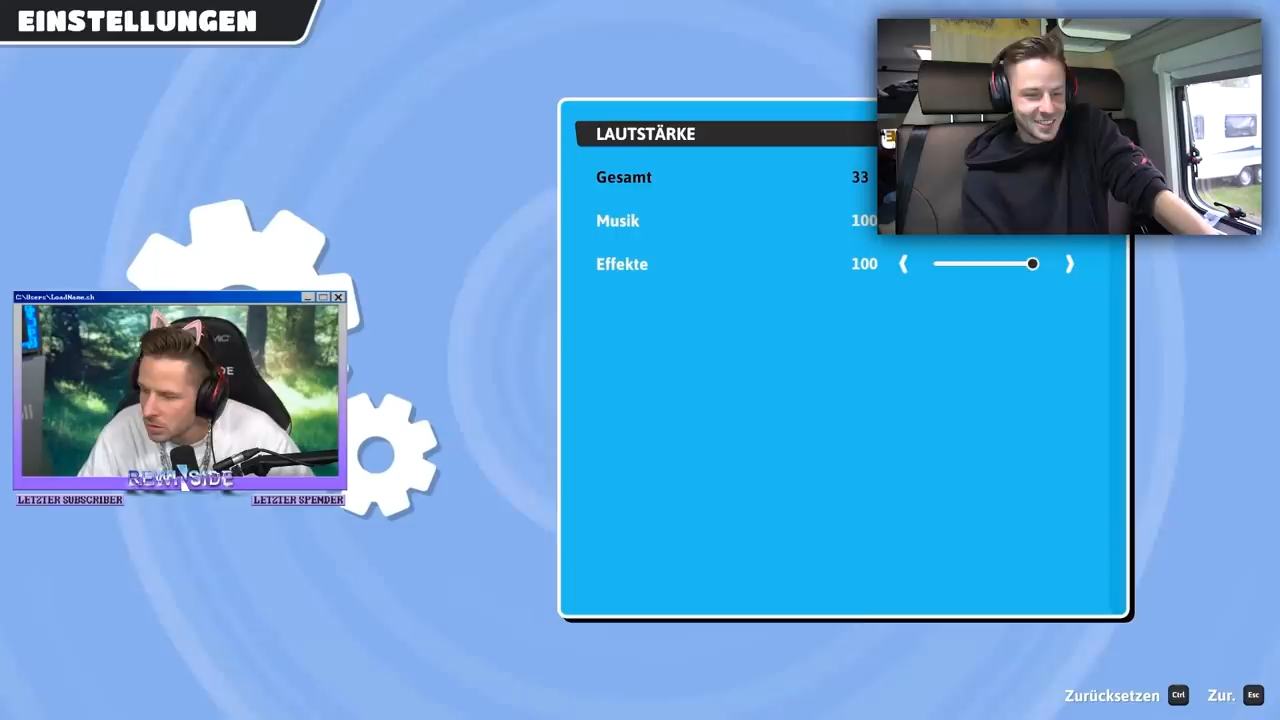 EINSTELLUNGEN
LAUTSTÄRKE
Gesamt 33
Musik 100
Effekte 100
C:\Users\LoadName.sh
REWINSIDE
LETZTER SUBSCRIBER LETZTER SPENDER
Zurücksetzen Ctrl Zur. Esc